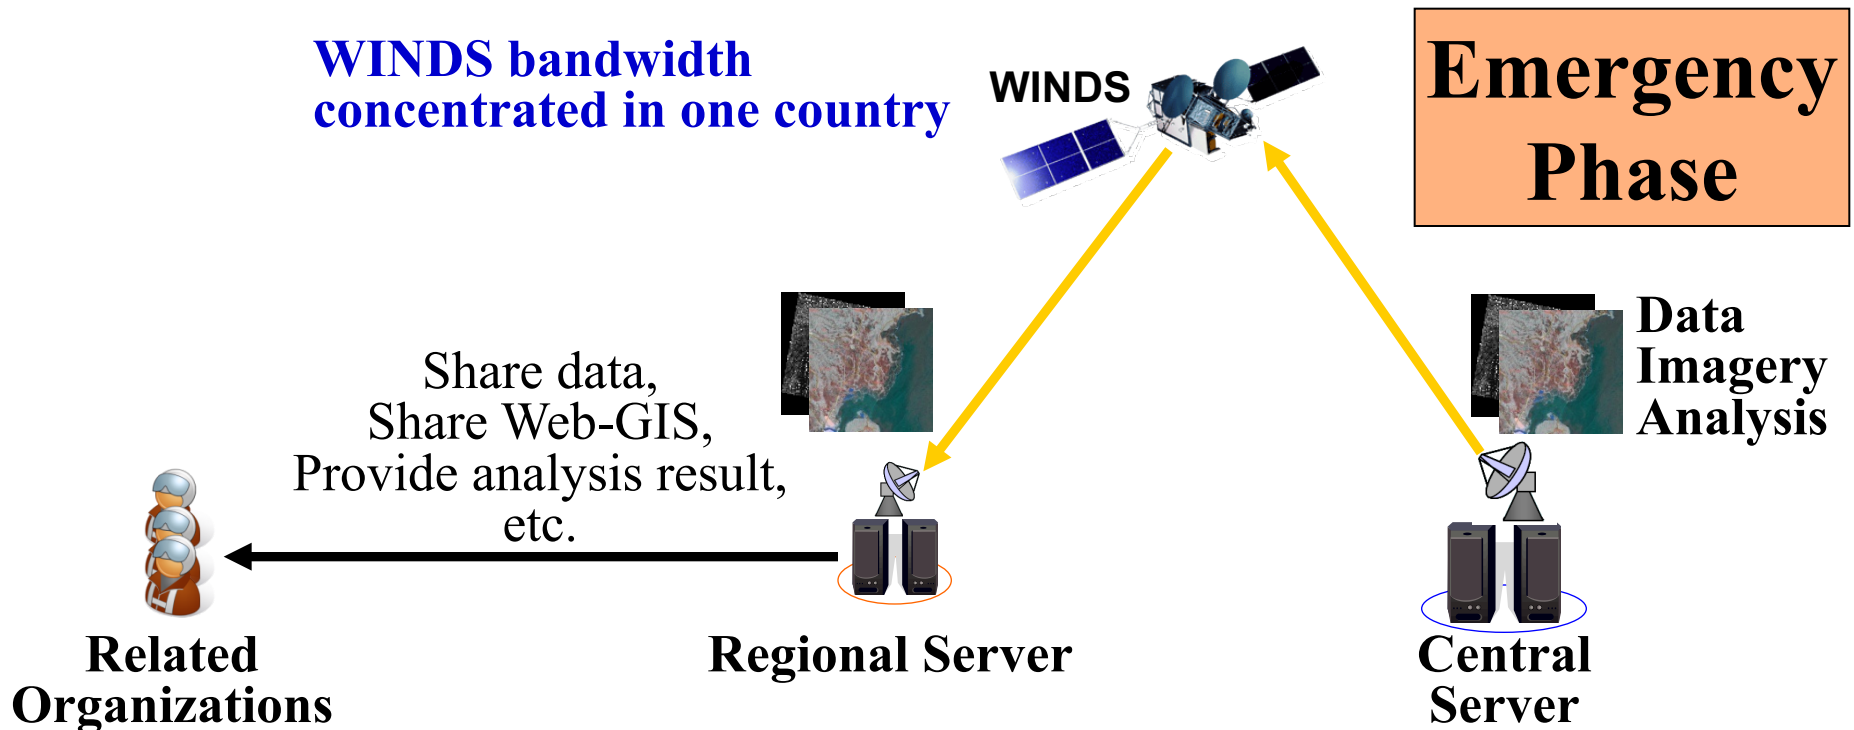 WINDS bandwidth
concentrated in one country
WINDS
Emergency
Phase
Share data,
Share Web-GIS,
Provide analysis result,
etc.
Data
Imagery
Analysis
Related
Organizations
Regional Server
Central
Server